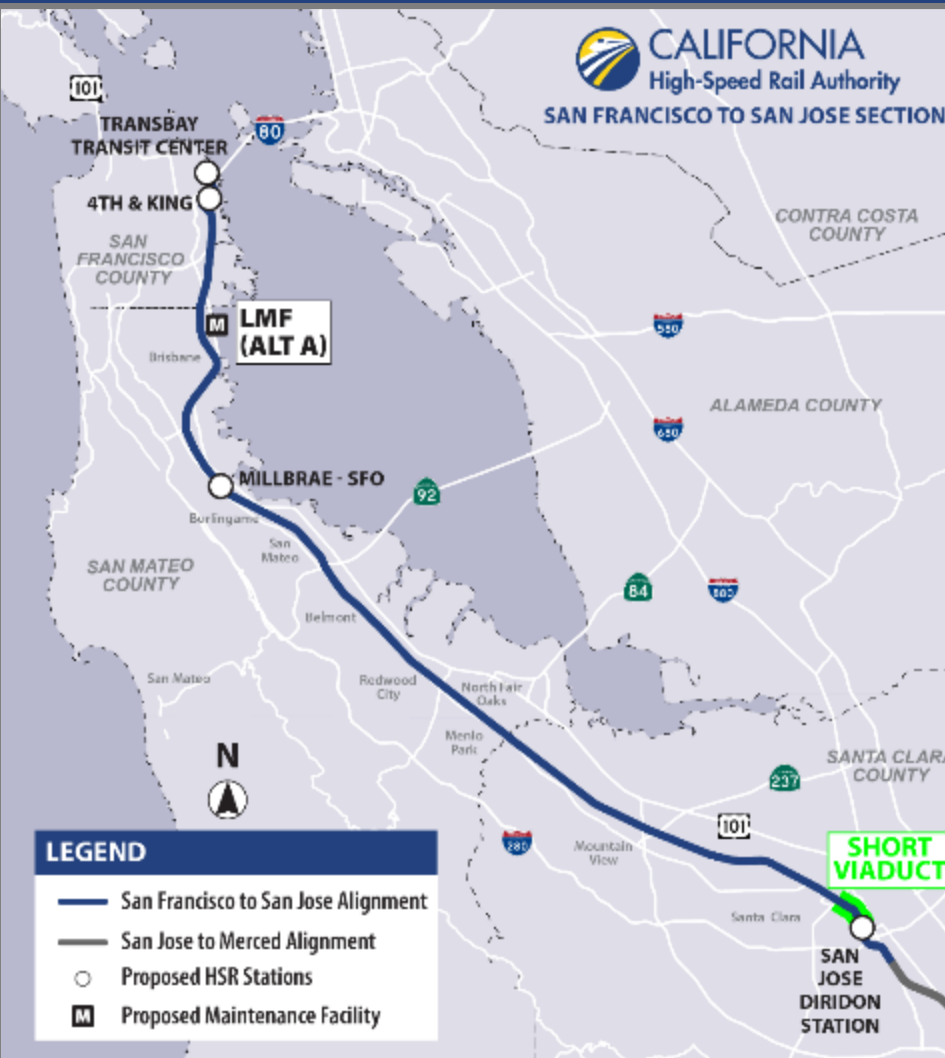 CALIFORNIA
High-Speed Rail Authority
SAN FRANCISCO TO SAN JOSE SECTION
101
TRANSBAY
TRANSIT CENTER
80
4TH & KING
SAN
FRANCISCO
COUNTY
CONTRA COSTA
COUNTY
M
LMF
(ALT A)
580
Brisbane
ALAMEDA COUNTY
680
MILLBRAE - SFO
92
Burlingame
San
Mateo
SAN MATEO
COUNTY
84
880
Belmont
San Mateo
Redwood
City
North Fair
Oaks
Menlo
Park
N
SANTA CLARA
COUNTY
237
101
280
Mountain
View
SHORT
VIADUCT
Santa Clara
SAN
JOSE
DIRIDON
STATION
LEGEND
San Francisco to San Jose Alignment
San Jose to Merced Alignment
Proposed HSR Stations
M Proposed Maintenance Facility